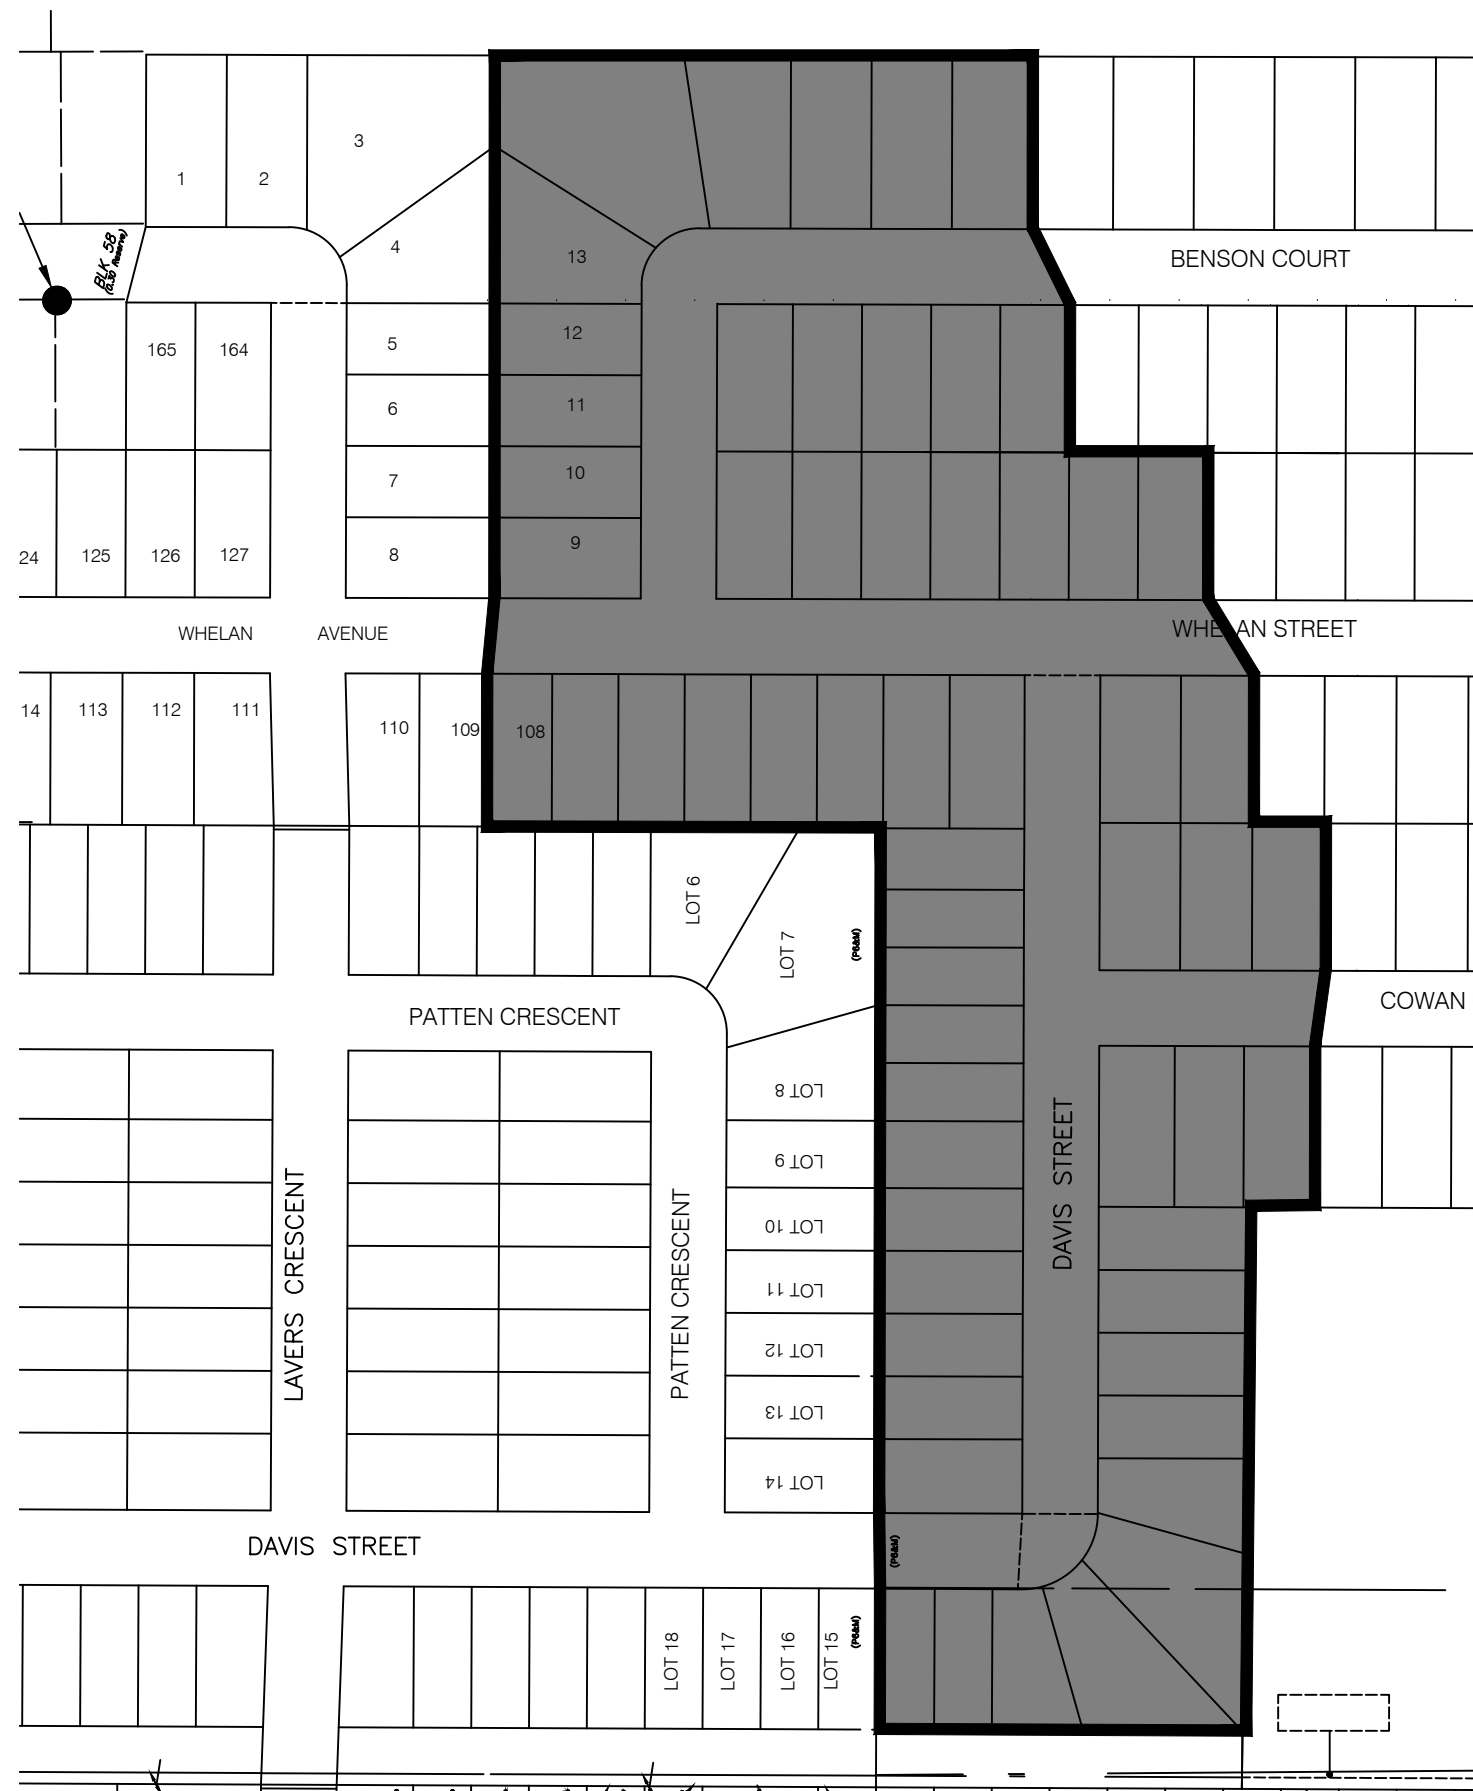 3
1
2
BLK 58
(0.30 Reserve)
4
13
BENSON COURT
165
164
5
12
6
11
7
10
24
125
126
127
8
9
WHELAN AVENUE
WHELAN STREET
14
113
112
111
110
109
108
LOT 6
LOT 7
PATTEN CRESCENT
COWAN
LOT 8
LOT 9
LOT 10
LOT 11
LOT 12
LOT 13
LOT 14
LAVERS CRESCENT
PATTEN CRESCENT
DAVIS STREET
DAVIS STREET
LOT 18
LOT 17
LOT 16
LOT 15